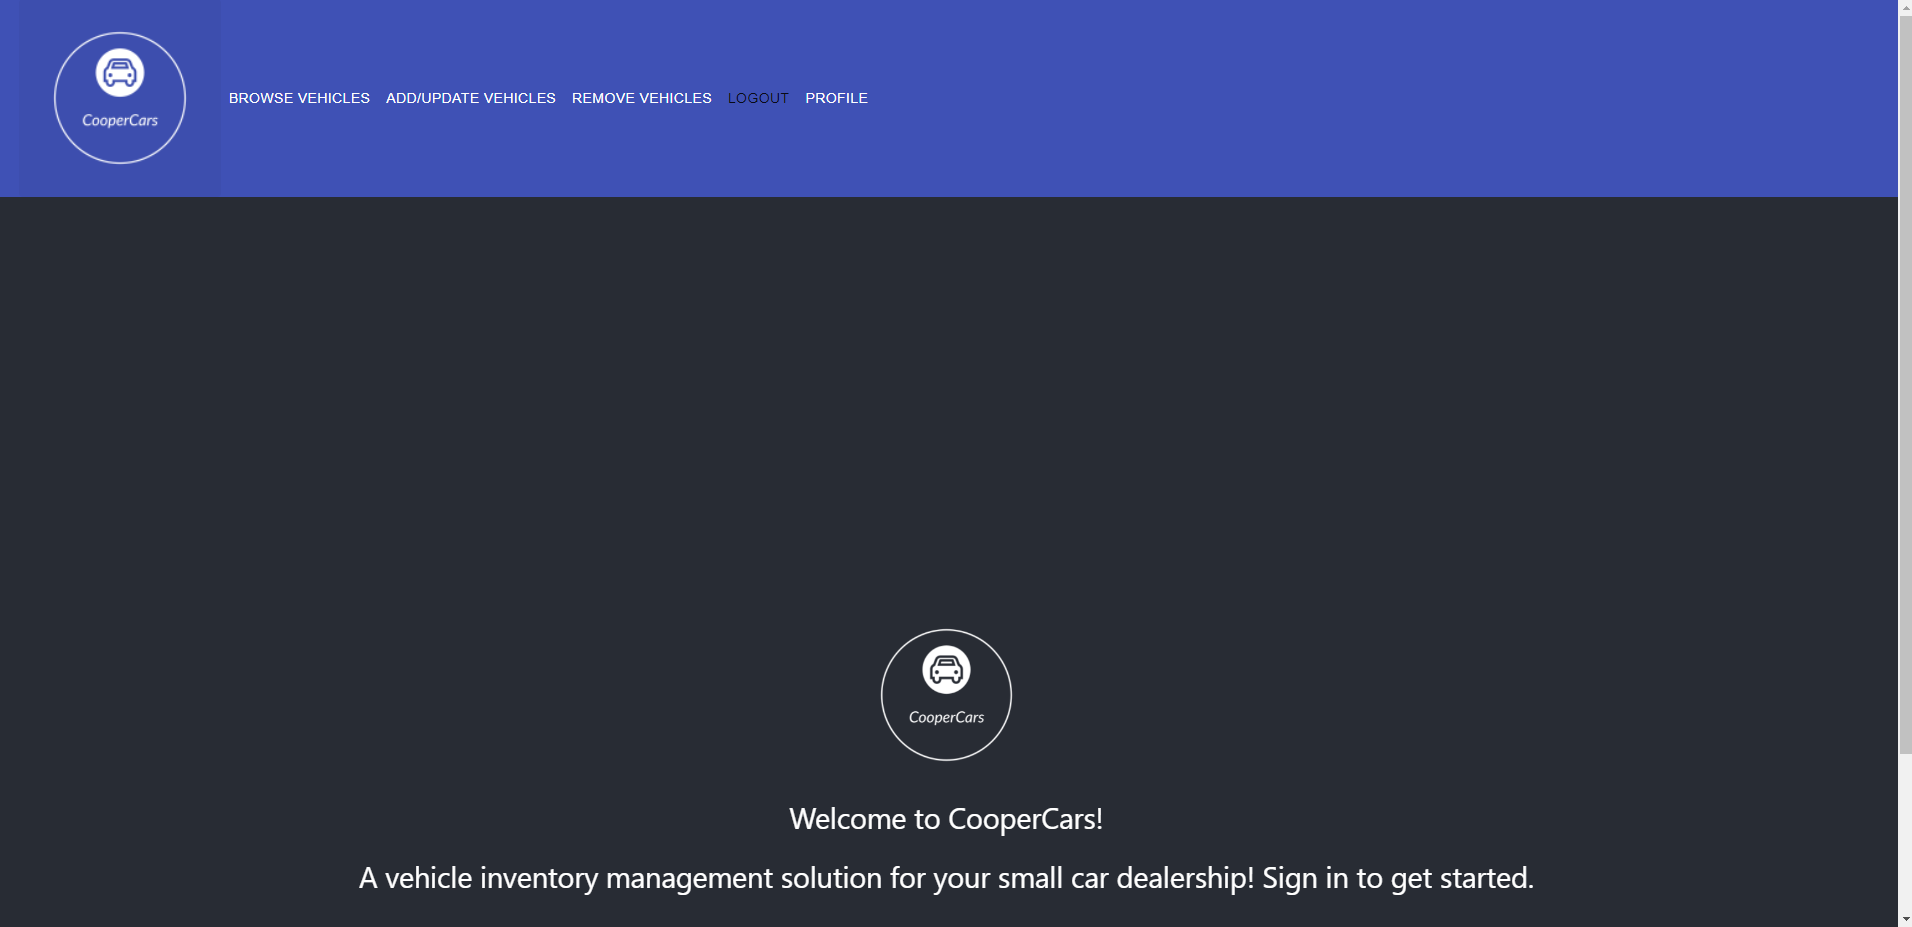 CooperCars
BROWSE VEHICLES ADD/UPDATE VEHICLES REMOVE VEHICLES LOGOUT PROFILE
CooperCars
Welcome to CooperCars!
A vehicle inventory management solution for your small car dealership! Sign in to get started.